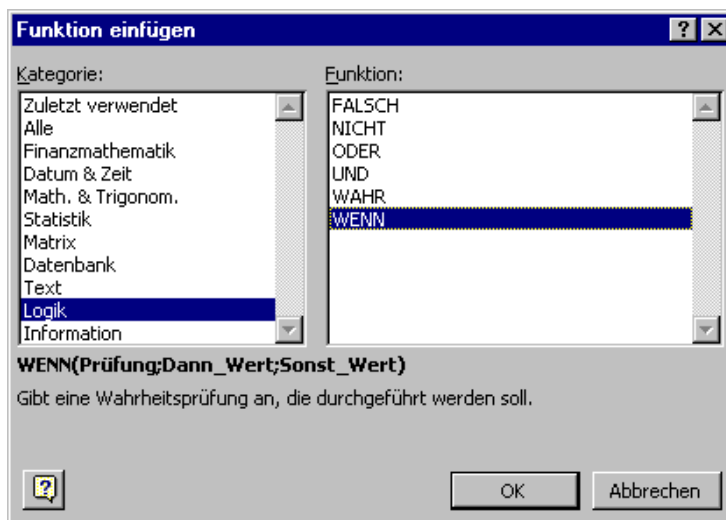 Funktion einfügen
Kategorie:
Zuletzt verwendet
Alle
Finanzmathematik
Datum & Zeit
Math. & Trigonom.
Statistik
Matrix
Datenbank
Text
Logik
Information
Funktion:
FALSCH
NICHT
ODER
UND
WAHR
WENN
WENN(Prüfung;Dann_Wert;Sonst_Wert)
Gibt eine Wahrheitsprüfung an, die durchgeführt werden soll.
OK
Abbrechen